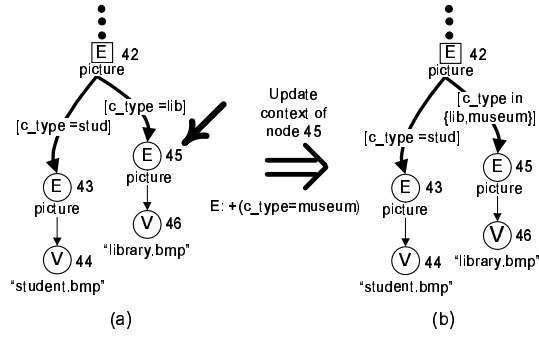 E 42
picture
[c_type =stud]
[c_type =lib]
E 45
picture
E 43
picture
V 46
"library.bmp"
V 44
"student.bmp"
(a)
Update
context of
node 45
E: +(c_type=museum)
E 42
picture
[c_type =stud]
[c_type in
{lib,museum}]
E 45
picture
E 43
picture
V 46
"library.bmp"
V 44
"student.bmp"
(b)